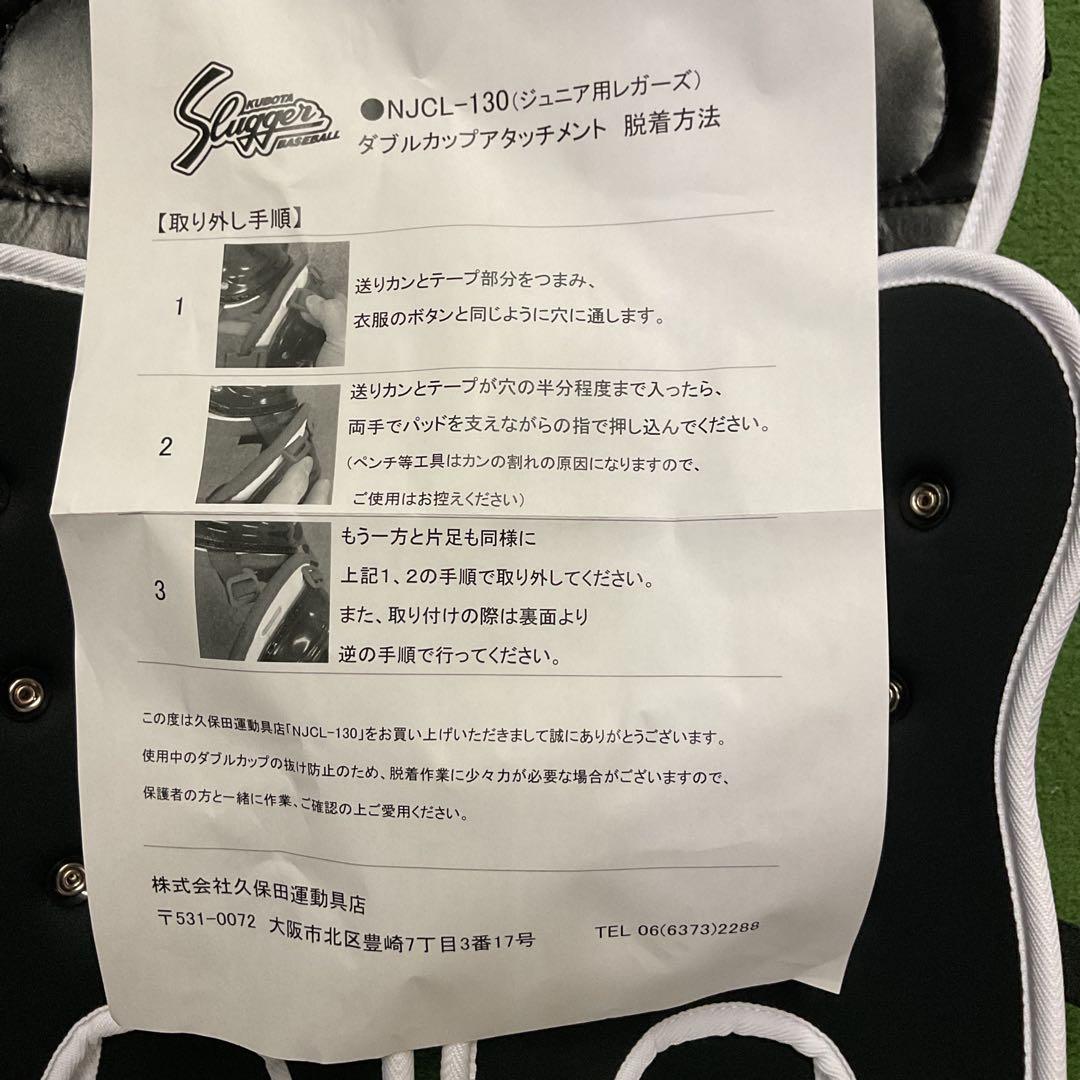 KUBOTA
Slugger
BASEBALL
●NJCL-130(ジュニア用レガーズ)
ダブルカップアタッチメント 脱着方法
【取り外し手順】
1
送りカンとテープ部分をつまみ、
衣服のボタンと同じように穴に通します。
2
送りカンとテープが穴の半分程度まで入ったら、
両手でパッドを支えながらの指で押し込んでください。
(ペンチ等工具はカンの割れの原因になりますので、
ご使用はお控えください)
3
もう一方と片足も同様に
上記1、2の手順で取り外してください。
また、取り付けの際は裏面より
逆の手順で行ってください。
この度は久保田運動具店「NJCL-130」をお買い上げいただきまして誠にありがとうございます。
使用中のダブルカップの抜け防止のため、脱着作業に少々力が必要な場合がございますので、
保護者の方と一緒に作業、ご確認の上ご愛用ください。
株式会社久保田運動具店
〒531-0072 大阪市北区豊崎7丁目3番17号 TEL 06(6373)2288